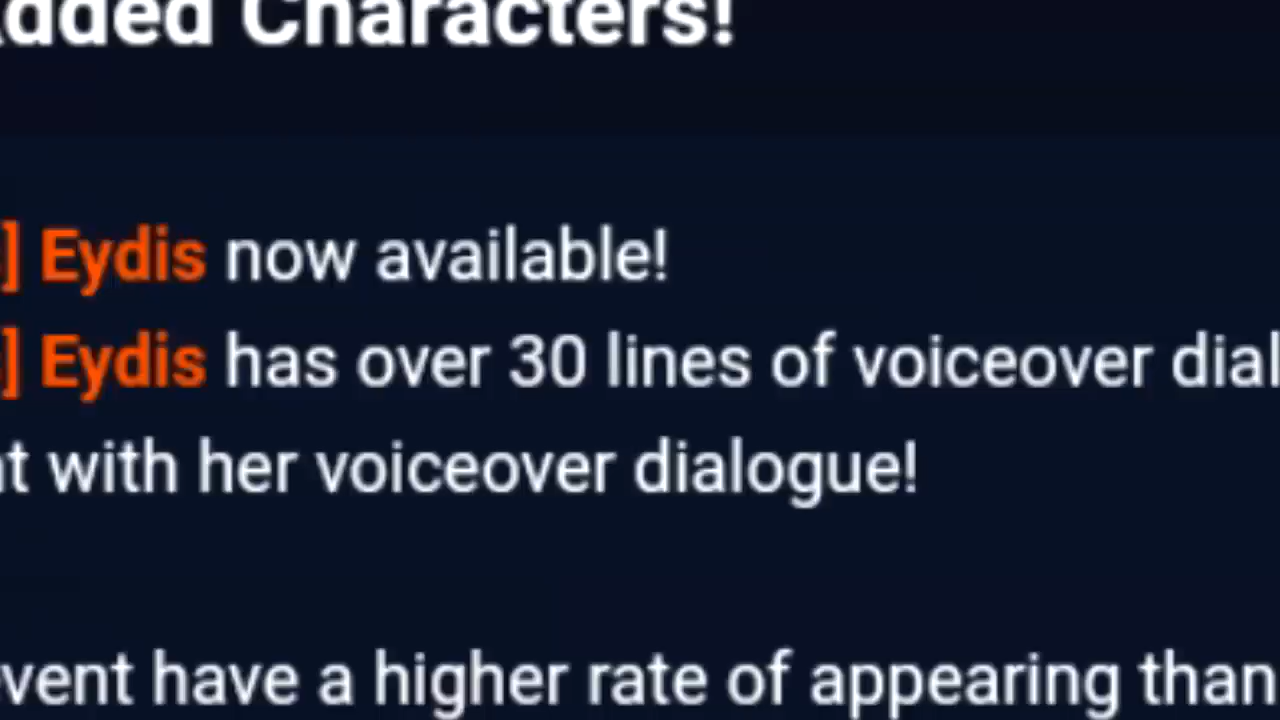 dded Characters!
] Eydis now available!
] Eydis has over 30 lines of voiceover dial
t with her voiceover dialogue!
vent have a higher rate of appearing than